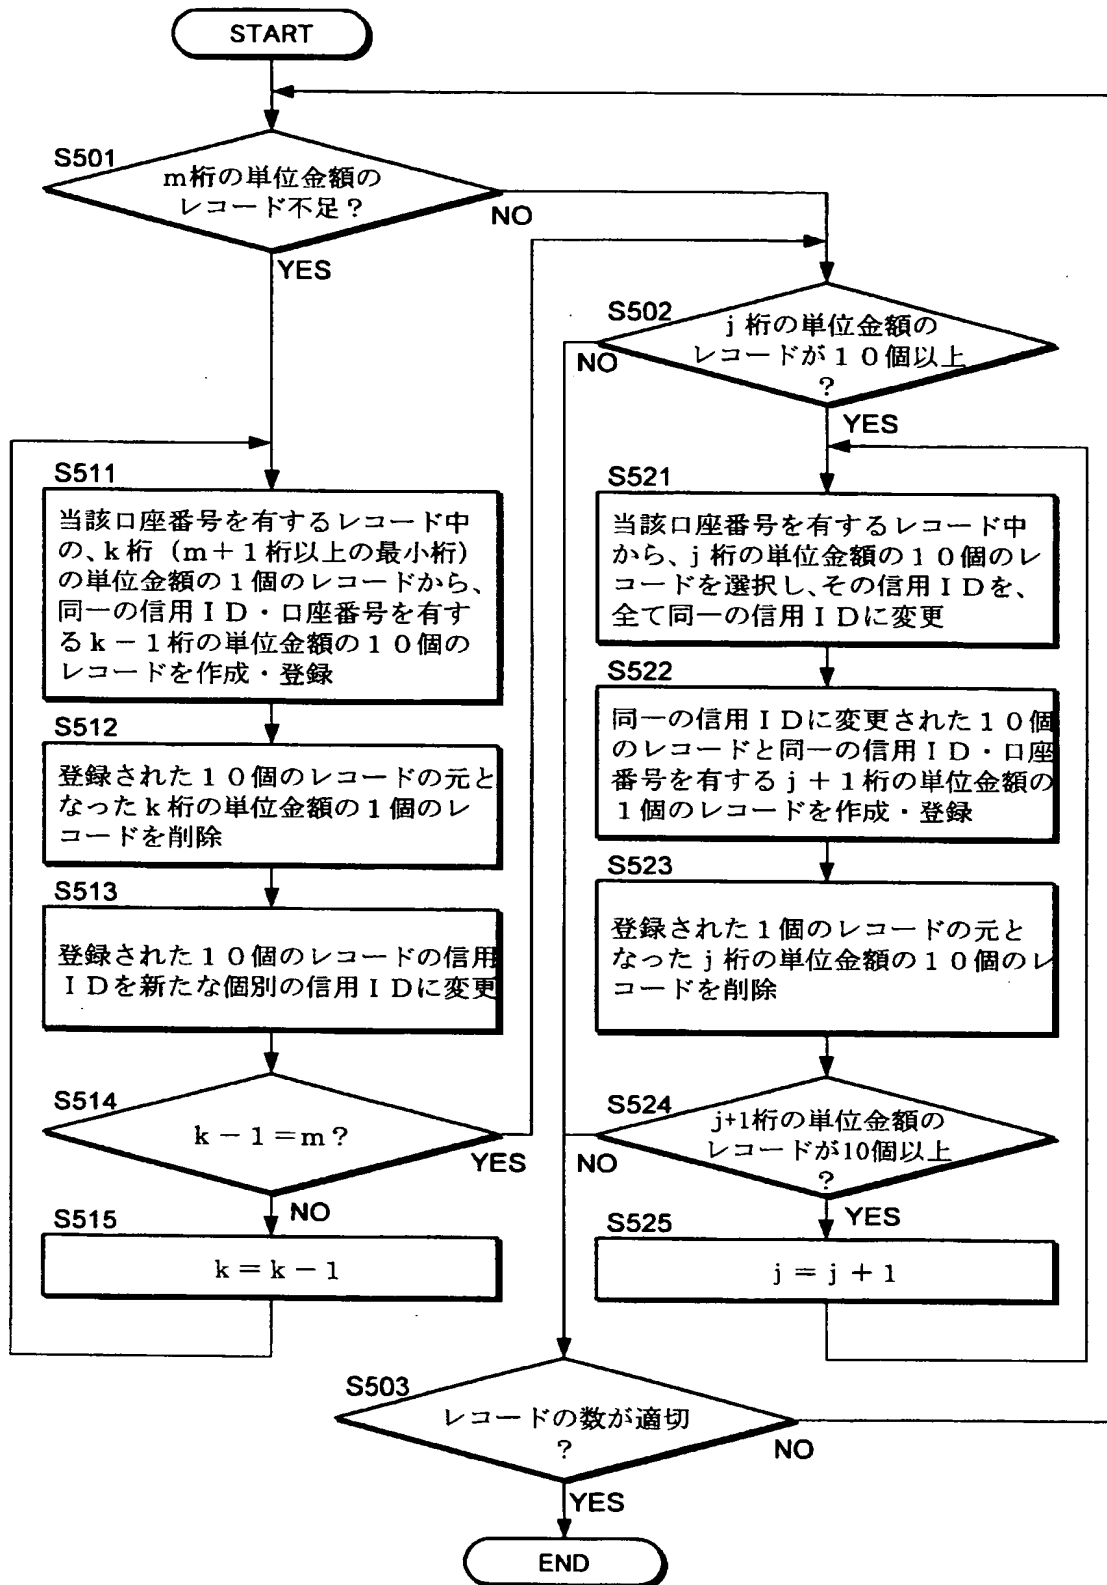 START
S501
m桁の単位金額の
レコード不足？
NO
YES
S502
j桁の単位金額の
レコードが１０個以上
？
NO
YES
S511
当該口座番号を有するレコード中
の、k桁（m＋1桁以上の最小桁）
の単位金額の１個のレコードから、
同一の信用ＩＤ・口座番号を有す
るk－1桁の単位金額の１０個の
レコードを作成・登録
S512
登録された１０個のレコードの元と
なったk桁の単位金額の１個のレ
コードを削除
S513
登録された１０個のレコードの信用
ＩＤを新たな個別の信用ＩＤに変更
S514
k－1＝m？
YES
NO
S515
k＝k－1
S521
当該口座番号を有するレコード中
から、j桁の単位金額の１０個のレ
コードを選択し、その信用ＩＤを、
全て同一の信用ＩＤに変更
S522
同一の信用ＩＤに変更された１０個
のレコードと同一の信用ＩＤ・口座
番号を有するj＋1桁の単位金額の
１個のレコードを作成・登録
S523
登録された１個のレコードの元と
なったj桁の単位金額の１０個のレ
コードを削除
S524
j+1桁の単位金額の
レコードが10個以上
？
NO
YES
S525
j＝j＋1
S503
レコードの数が適切
？
NO
YES
END